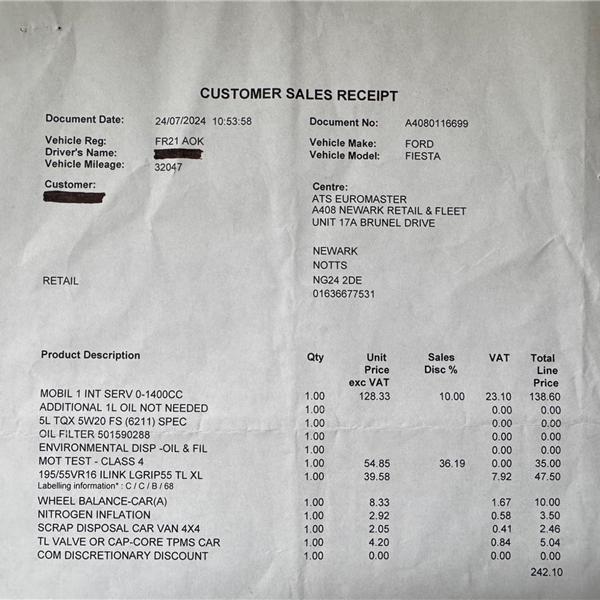 CUSTOMER SALES RECEIPT
Document Date: 24/07/2024 10:53:58 Document No: A4080116699
Vehicle Reg: FR21 AOK Vehicle Make: FORD
Driver's Name: Vehicle Model: FIESTA
Vehicle Mileage: 32047
Customer: Centre:
ATS EUROMASTER
A408 NEWARK RETAIL & FLEET
UNIT 17A BRUNEL DRIVE
NEWARK
NOTTS
RETAIL NG24 2DE
01636677531
Product Description Qty Unit Price exc VAT Sales Disc % VAT Total Line Price
MOBIL 1 INT SERV 0-1400CC 1.00 128.33 10.00 23.10 138.60
ADDITIONAL 1L OIL NOT NEEDED 1.00 0.00 0.00
5L TQX 5W20 FS (6211) SPEC 1.00 0.00 0.00
OIL FILTER 501590288 1.00 0.00 0.00
ENVIRONMENTAL DISP -OIL & FIL 1.00 0.00 0.00
MOT TEST - CLASS 4 1.00 54.85 36.19 0.00 35.00
195/55VR16 ILINK LGRIP55 TL XL 1.00 39.58 7.92 47.50
Labelling information* : C / C / B / 68
WHEEL BALANCE-CAR(A) 1.00 8.33 1.67 10.00
NITROGEN INFLATION 1.00 2.92 0.58 3.50
SCRAP DISPOSAL CAR VAN 4X4 1.00 2.05 0.41 2.46
TL VALVE OR CAP-CORE TPMS CAR 1.00 4.20 0.84 5.04
COM DISCRETIONARY DISCOUNT 1.00 0.00 0.00 0.00
242.10